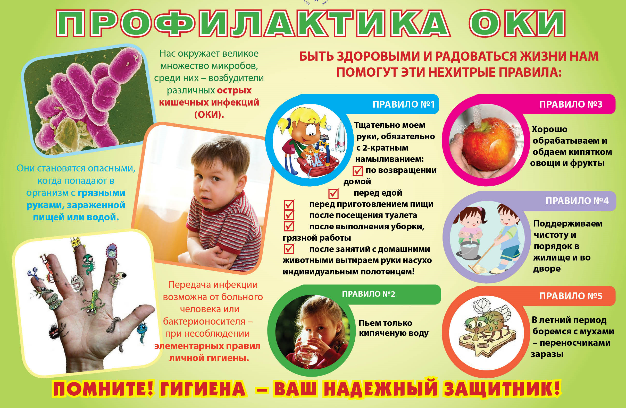 ПРОФИЛАКТИКА ОКИ
Нас окружает великое
множество микробов,
среди них – возбудители
различных острых
кишечных инфекций
(ОКИ).
Они становятся опасными,
когда попадают в
организм с грязными
руками, зараженной
пищей или водой.
Передача инфекции
возможна от больного
человека или
бактерионосителя –
при несоблюдении
элементарных правил
личной гигиены.
БЫТЬ ЗДОРОВЫМИ И РАДОВАТЬСЯ ЖИЗНИ НАМ
ПОМОГУТ ЭТИ НЕХИТРЫЕ ПРАВИЛА:
ПРАВИЛО №1
Тщательно моем
руки, обязательно
с 2-кратным
намыливанием:
по возвращении
домой
перед едой
перед приготовлением пищи
после посещения туалета
после выполнения уборки,
грязной работы
после занятий с домашними
животными вытираем руки насухо
индивидуальным полотенцем!
ПРАВИЛО №2
Пьем только
кипяченую воду
ПРАВИЛО №3
Хорошо
обрабатываем и
обдаем кипятком
овощи и фрукты
ПРАВИЛО №4
Поддерживаем
чистоту и
порядок в
жилище и во
дворе
ПРАВИЛО №5
В летний период
боремся с мухами
– переносчиками
заразы
ПОМНИТЕ! ГИГИЕНА – ВАШ НАДЕЖНЫЙ ЗАЩИТНИК!